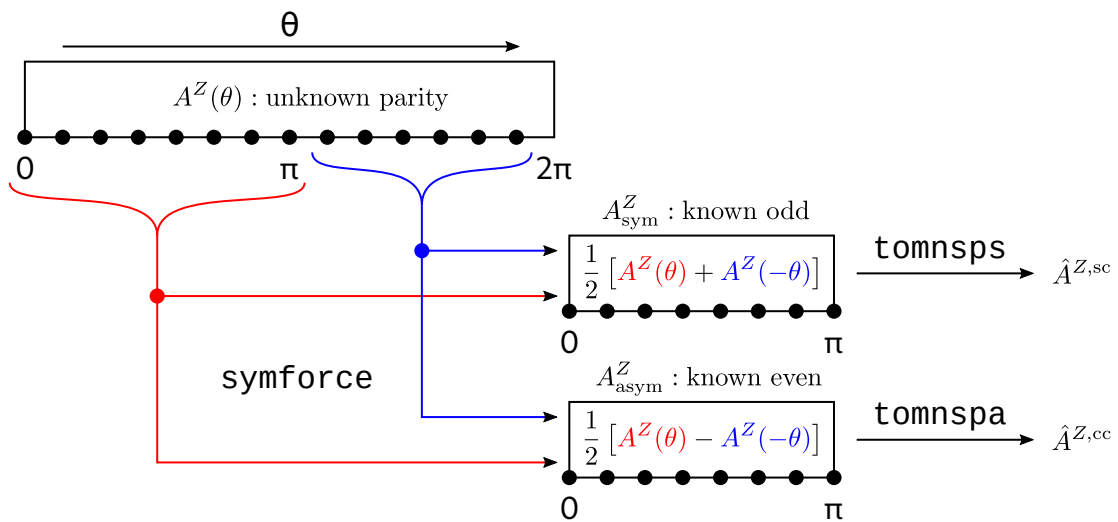 θ
A^Z(θ) : unknown parity
0
π
2π
A^Z_sym : known odd
1/2 [A^Z(θ) + A^Z(−θ)]
tomnsps
Â^{Z,sc}
0
π
symforce
A^Z_asym : known even
1/2 [A^Z(θ) − A^Z(−θ)]
tomnspa
Â^{Z,cc}
0
π